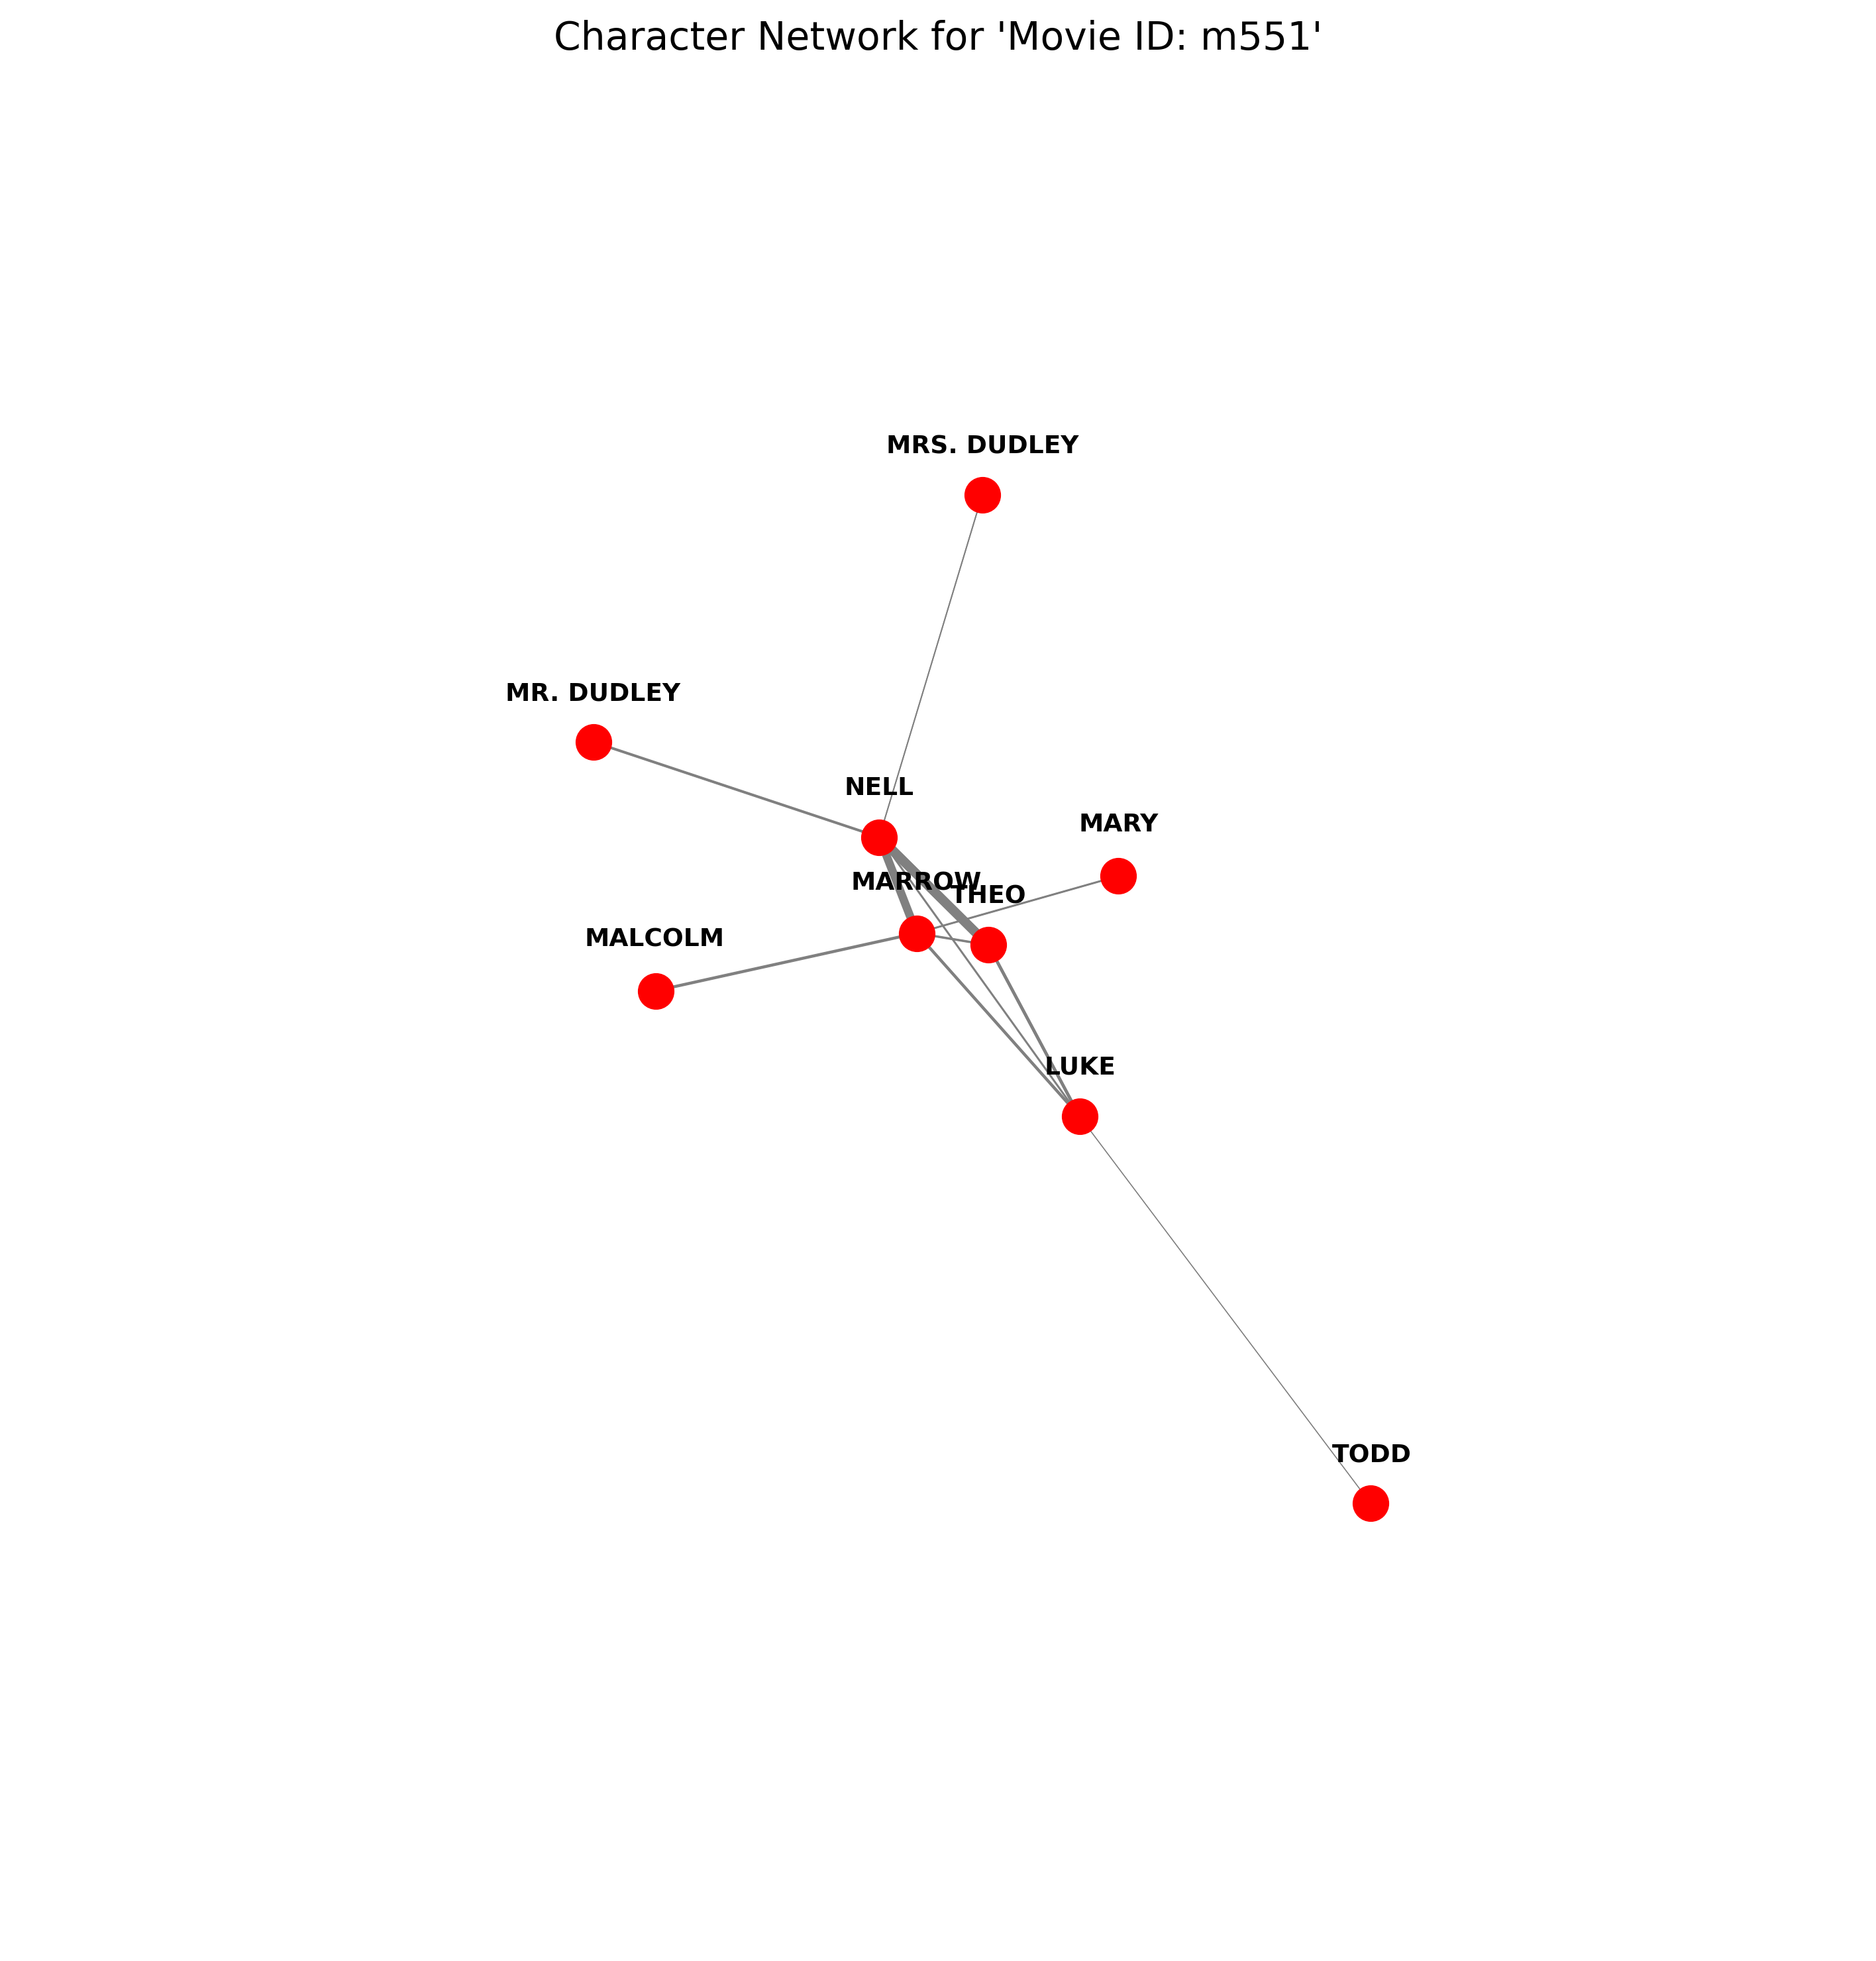 Character Network for 'Movie ID: m551'
MRS. DUDLEY
MR. DUDLEY
NELL
MARY
MARROW
THEO
MALCOLM
LUKE
TODD